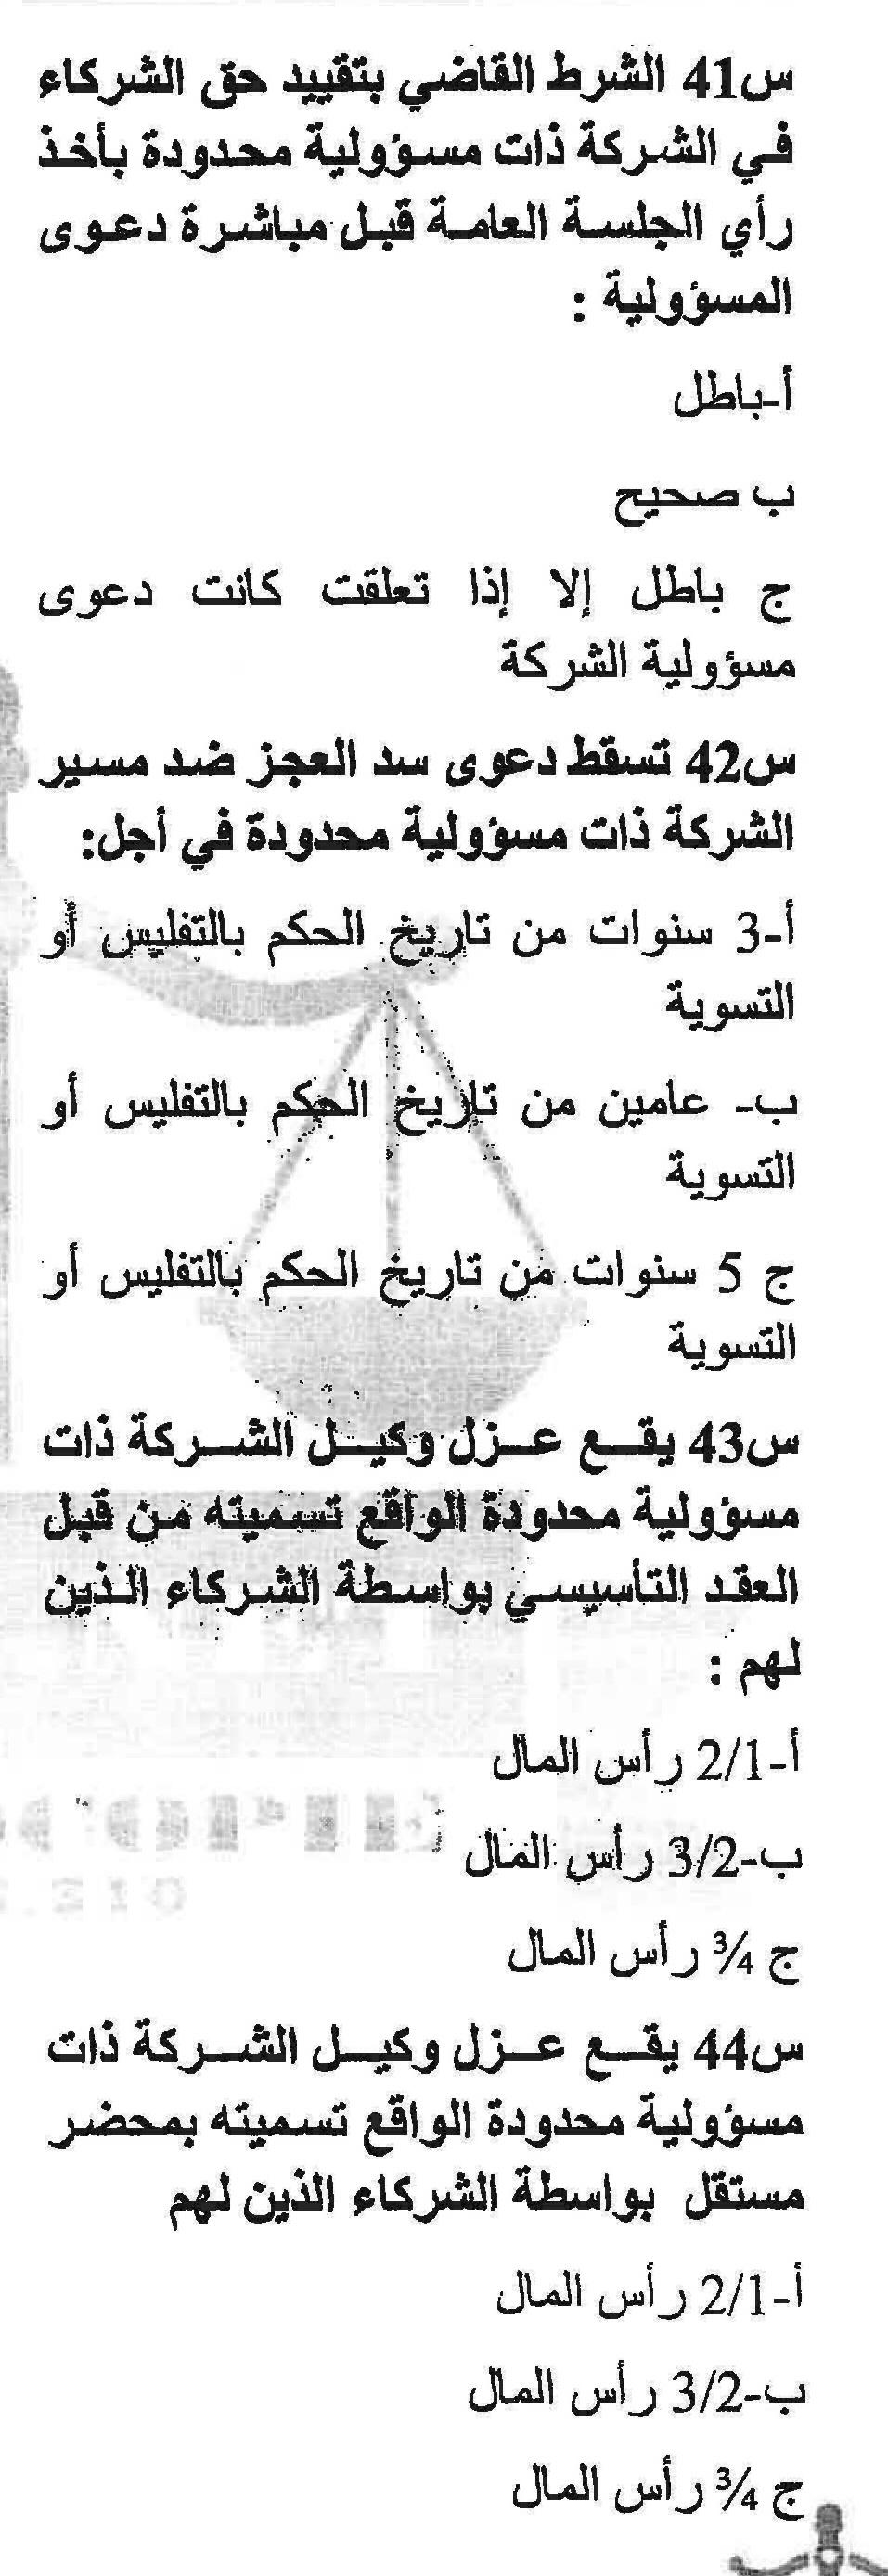 س41 الشرط القاضي بتقييد حق الشركاء
في الشركة ذات مسؤولية محدودة بأخذ
رأي الجلسة العامة قبل مباشرة دعوى
المسؤولية :
أ-باطل
ب صحيح
ج باطل إلا إذا تعلقت كانت دعوى
مسؤولية الشركة
س42 تسقط دعوى سد العجز ضد مسير
الشركة ذات مسؤولية محدودة في أجل:
أ-3 سنوات من تاريخ الحكم بالتفليس أو
التسوية
ب- عامين من تاريخ الحكم بالتفليس أو
التسوية
ج 5 سنوات من تاريخ الحكم بالتفليس أو
التسوية
س43 يقع عزل وكيل الشركة ذات
مسؤولية محدودة الواقع تسميته من قبل
العقد التأسيسي بواسطة الشركاء الذين
لهم :
أ-2/1 رأس المال
ب-3/2 رأس المال
ج ¾ رأس المال
س44 يقع عزل وكيل الشركة ذات
مسؤولية محدودة الواقع تسميته بمحضر
مستقل بواسطة الشركاء الذين لهم
أ-2/1 رأس المال
ب-3/2 رأس المال
ج ¾ رأس المال